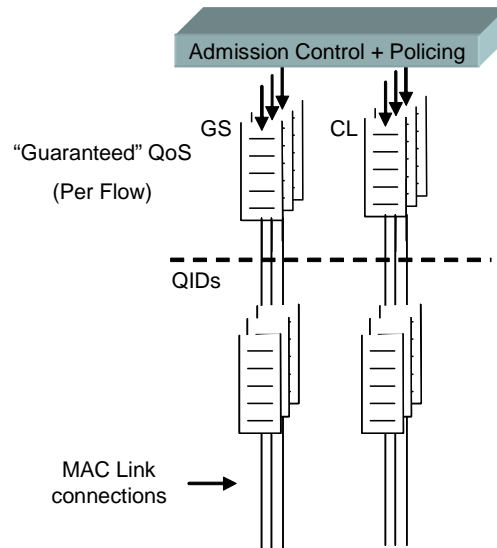 Admission Control + Policing
GS
CL
“Guaranteed” QoS
(Per Flow)
QIDs
MAC Link
connections